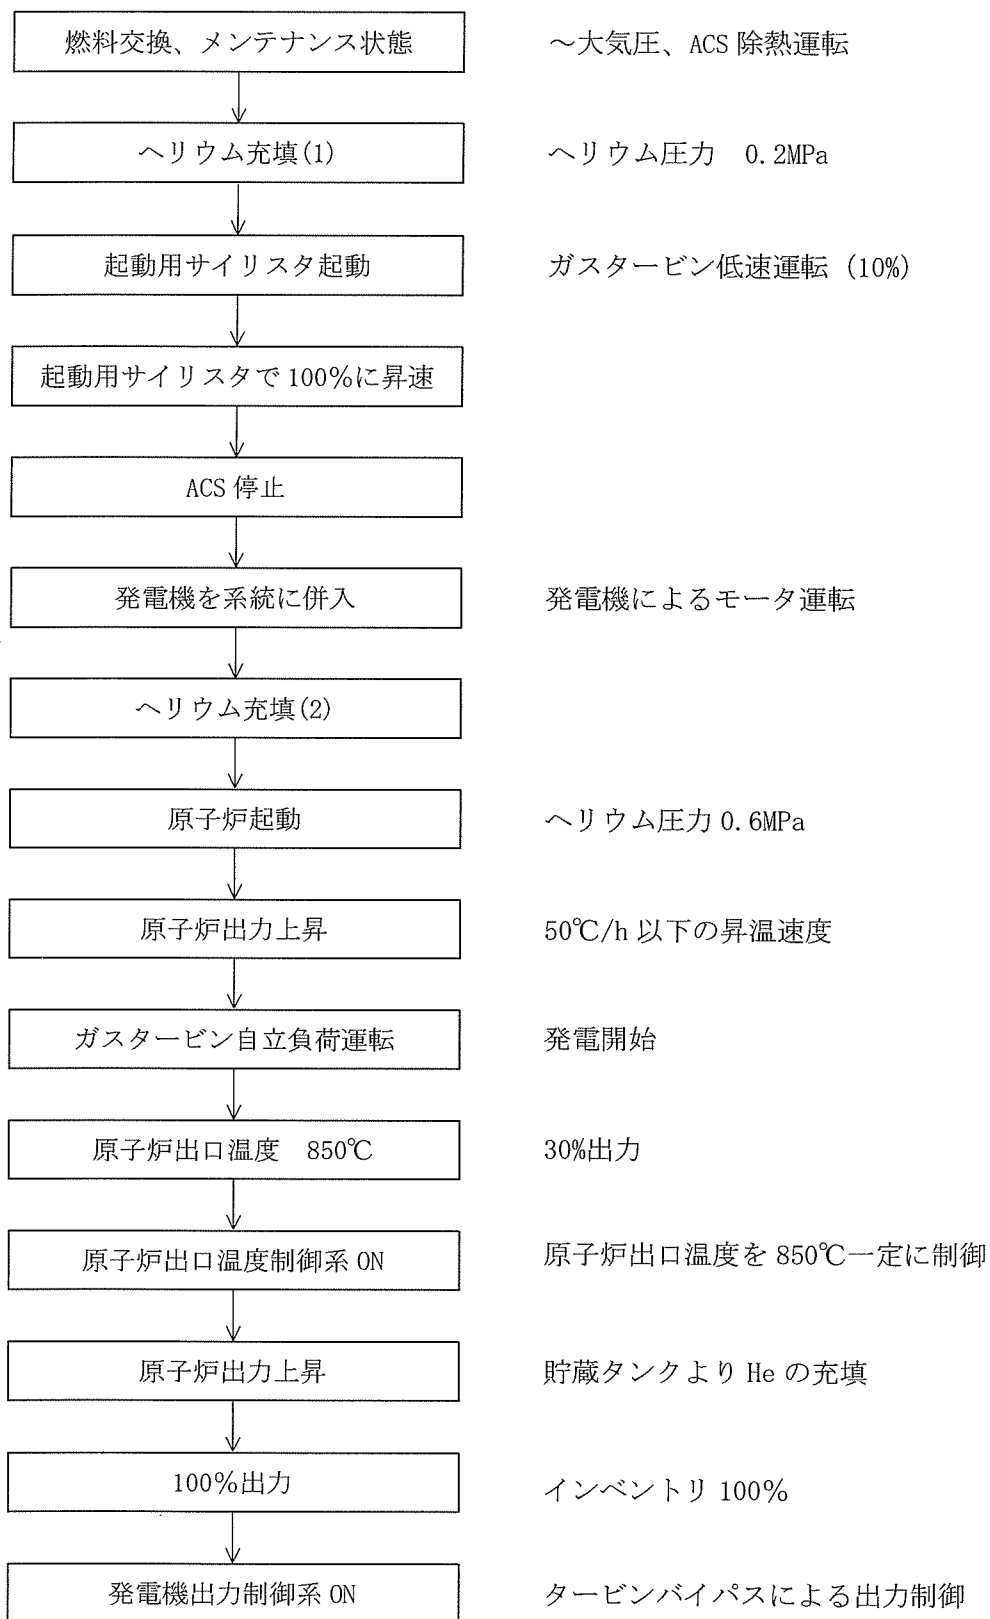 燃料交換、メンテナンス状態
～大気圧、ACS 除熱運転
ヘリウム充填(1)
ヘリウム圧力　0.2MPa
起動用サイリスタ起動
ガスタービン低速運転 (10%)
起動用サイリスタで 100%に昇速
ACS 停止
発電機を系統に併入
発電機によるモータ運転
ヘリウム充填(2)
原子炉起動
ヘリウム圧力 0.6MPa
原子炉出力上昇
50℃/h 以下の昇温速度
ガスタービン自立負荷運転
発電開始
原子炉出口温度　850℃
30%出力
原子炉出口温度制御系 ON
原子炉出口温度を 850℃一定に制御
原子炉出力上昇
貯蔵タンクより He の充填
100%出力
インベントリ 100%
発電機出力制御系 ON
タービンバイパスによる出力制御